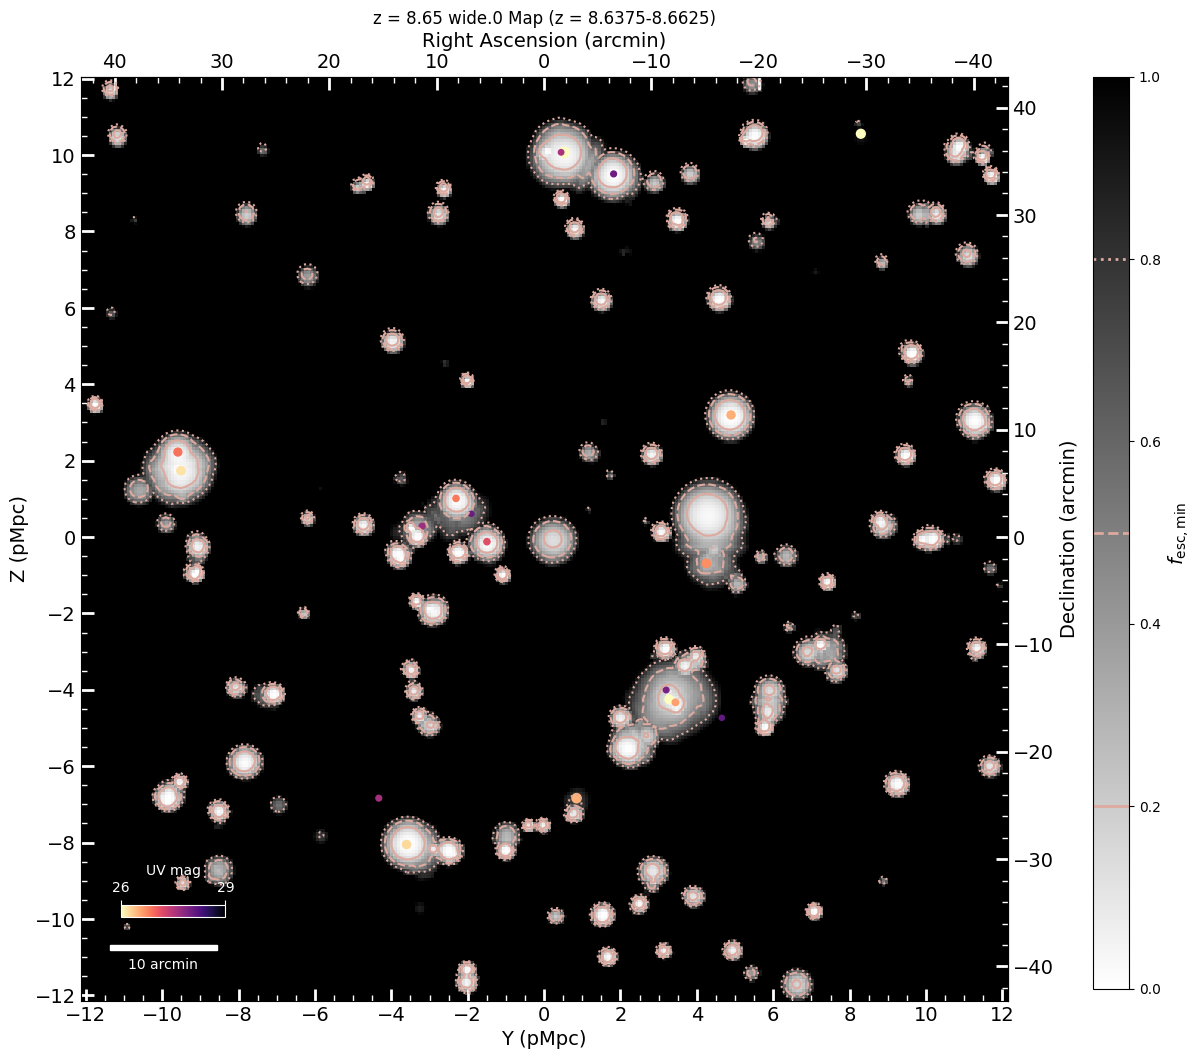 z = 8.65 wide.0 Map (z = 8.6375-8.6625)
Right Ascension (arcmin)
40 30 20 10 0 −10 −20 −30 −40
12
10
8
6
4
2
0
−2
−4
−6
−8
−10
−12
Z (pMpc)
UV mag
26 29
10 arcmin
−12 −10 −8 −6 −4 −2 0 2 4 6 8 10 12
Y (pMpc)
40
30
20
10
0
−10
−20
−30
−40
Declination (arcmin)
1.0
0.8
0.6
0.4
0.2
0.0
fesc,min